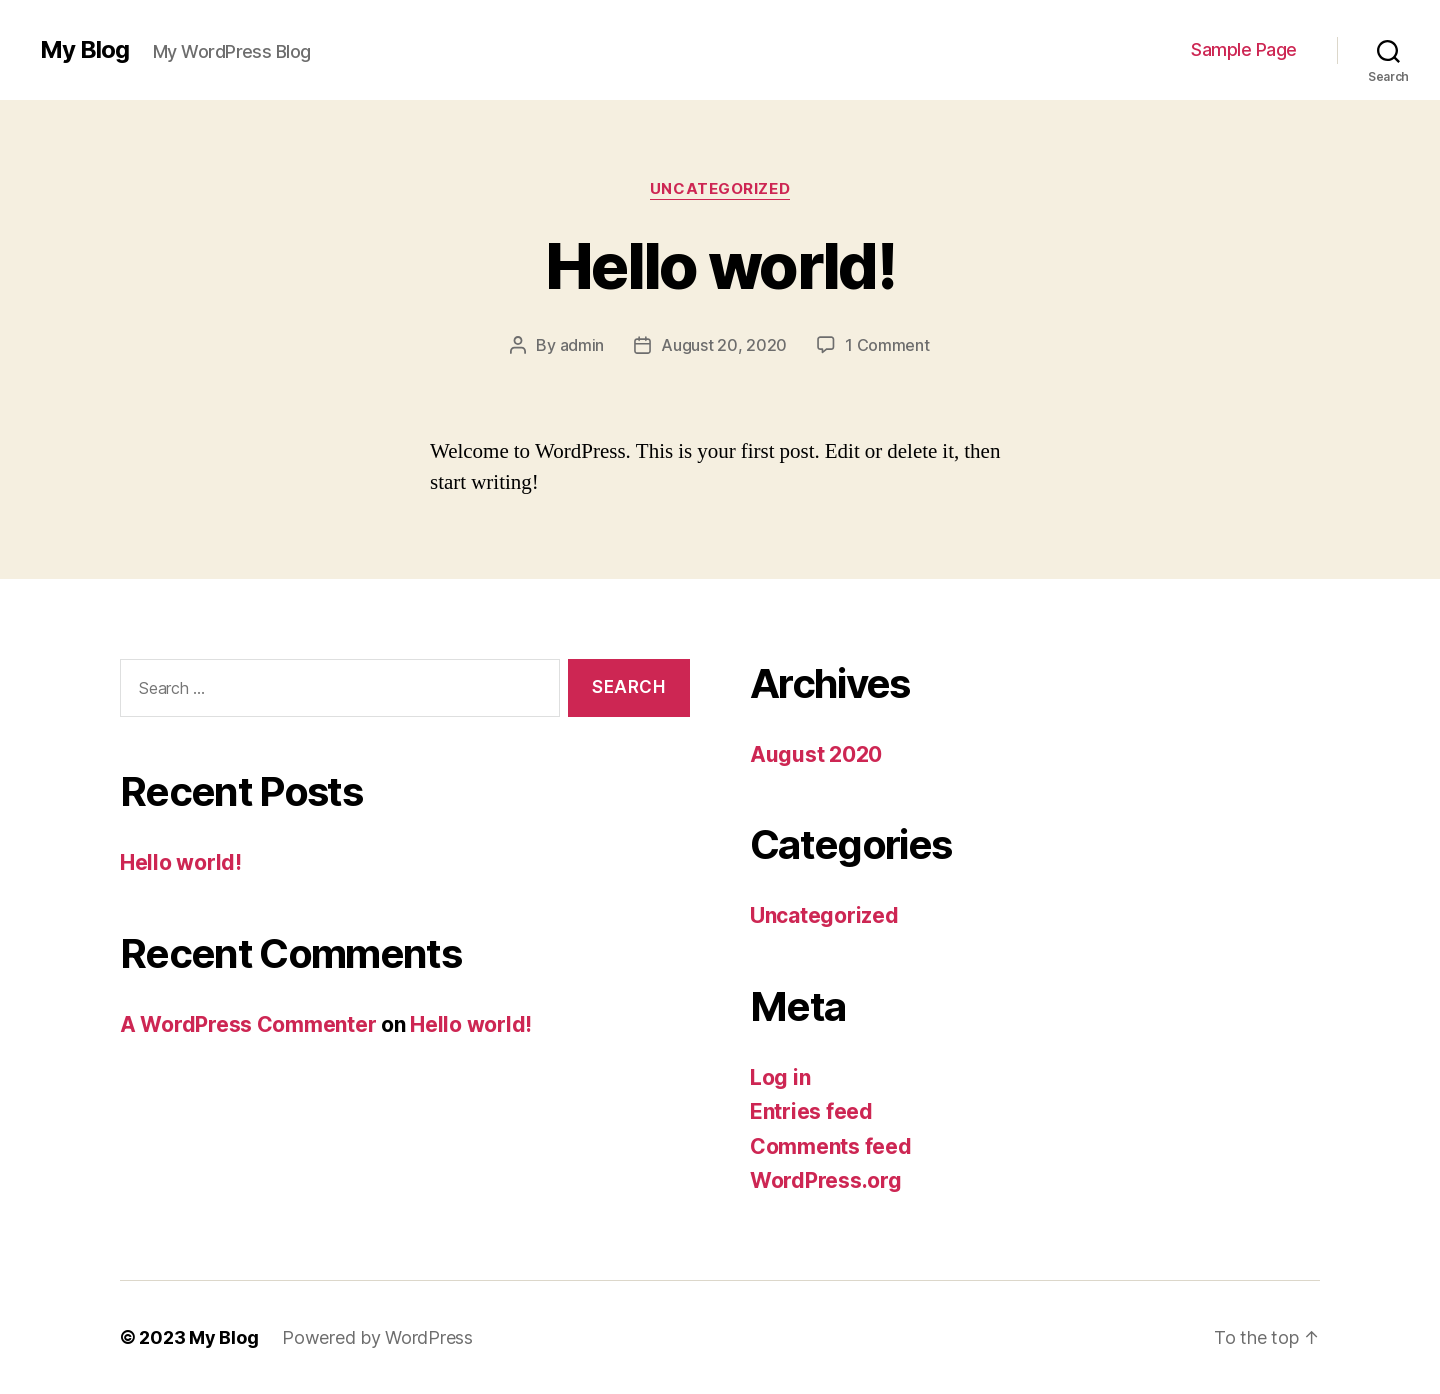 My Blog
My WordPress Blog
Sample Page
Search
UNCATEGORIZED
Hello world!
By admin
August 20, 2020
1 Comment
Welcome to WordPress. This is your first post. Edit or delete it, then
start writing!
Search …
SEARCH
Recent Posts
Hello world!
Recent Comments
A WordPress Commenter on Hello world!
Archives
August 2020
Categories
Uncategorized
Meta
Log in
Entries feed
Comments feed
WordPress.org
© 2023 My Blog
Powered by WordPress
To the top ↑